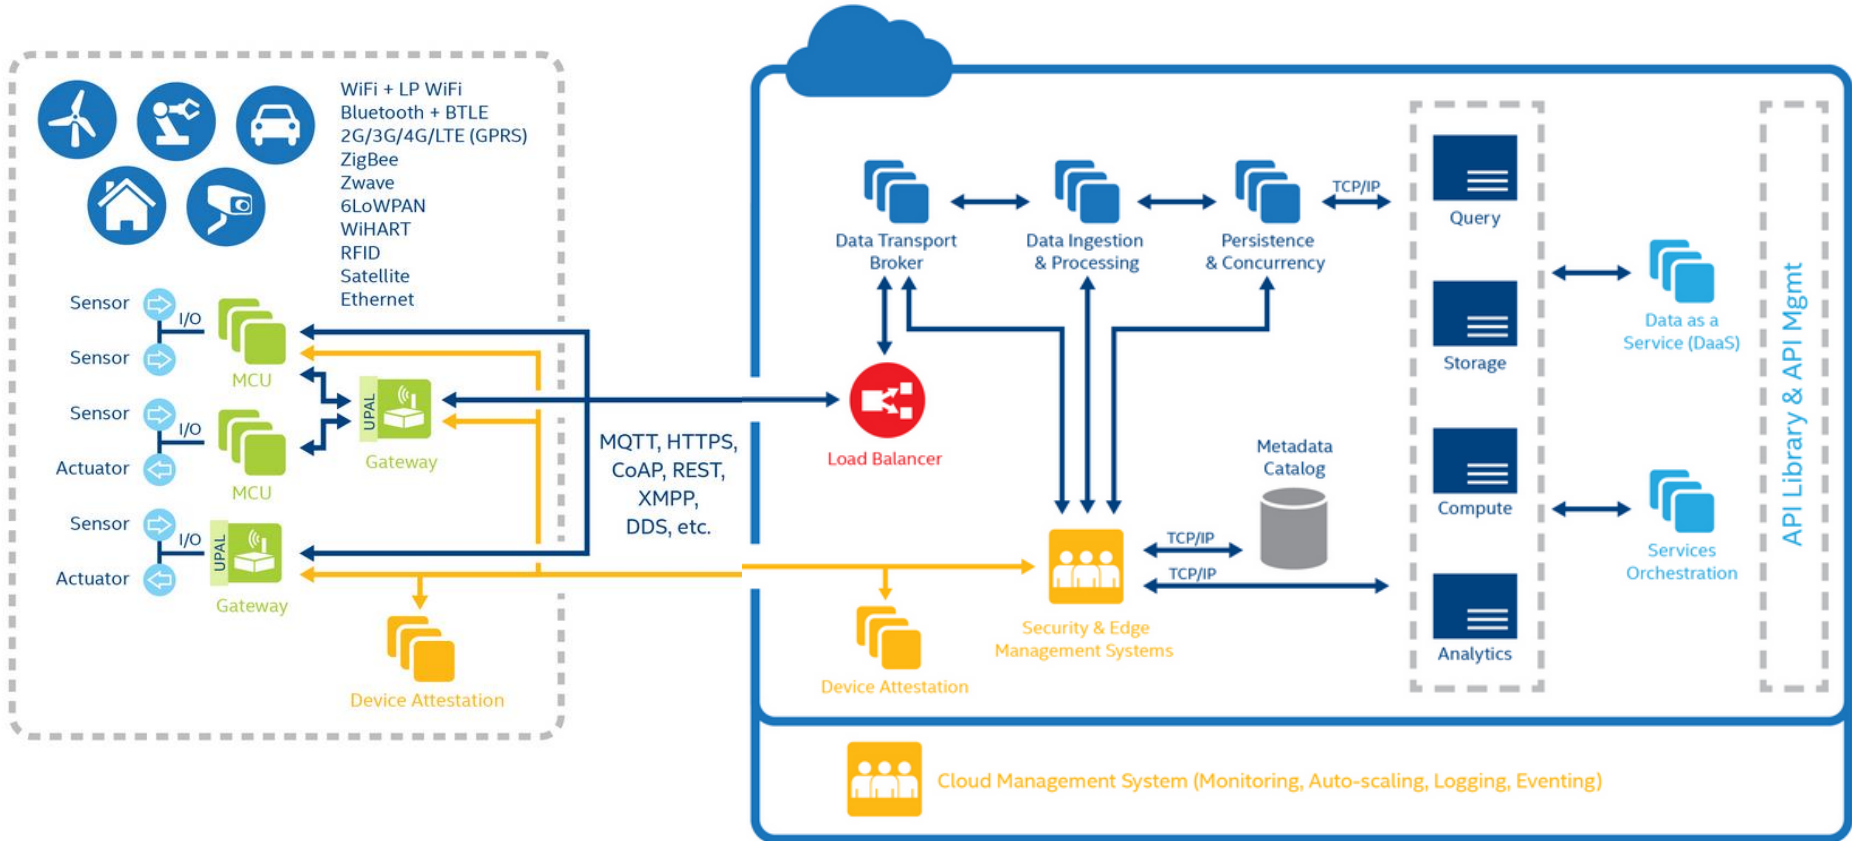 WiFi + LP WiFi
Bluetooth + BTLE
2G/3G/4G/LTE (GPRS)
ZigBee
Zwave
6LoWPAN
WiHART
RFID
Satellite
Ethernet
Sensor
I/O
Sensor
MCU
Sensor
I/O
Actuator
MCU
UPAL
Gateway
Sensor
I/O
Actuator
UPAL
Gateway
Device Attestation
MQTT, HTTPS,
CoAP, REST,
XMPP,
DDS, etc.
Data Transport
Broker
Data Ingestion
& Processing
Persistence
& Concurrency
TCP/IP
Load Balancer
Metadata
Catalog
TCP/IP
TCP/IP
Security & Edge
Management Systems
Device Attestation
Query
Storage
Compute
Analytics
Data as a
Service (DaaS)
Services
Orchestration
API Library & API Mgmt
Cloud Management System (Monitoring, Auto-scaling, Logging, Eventing)